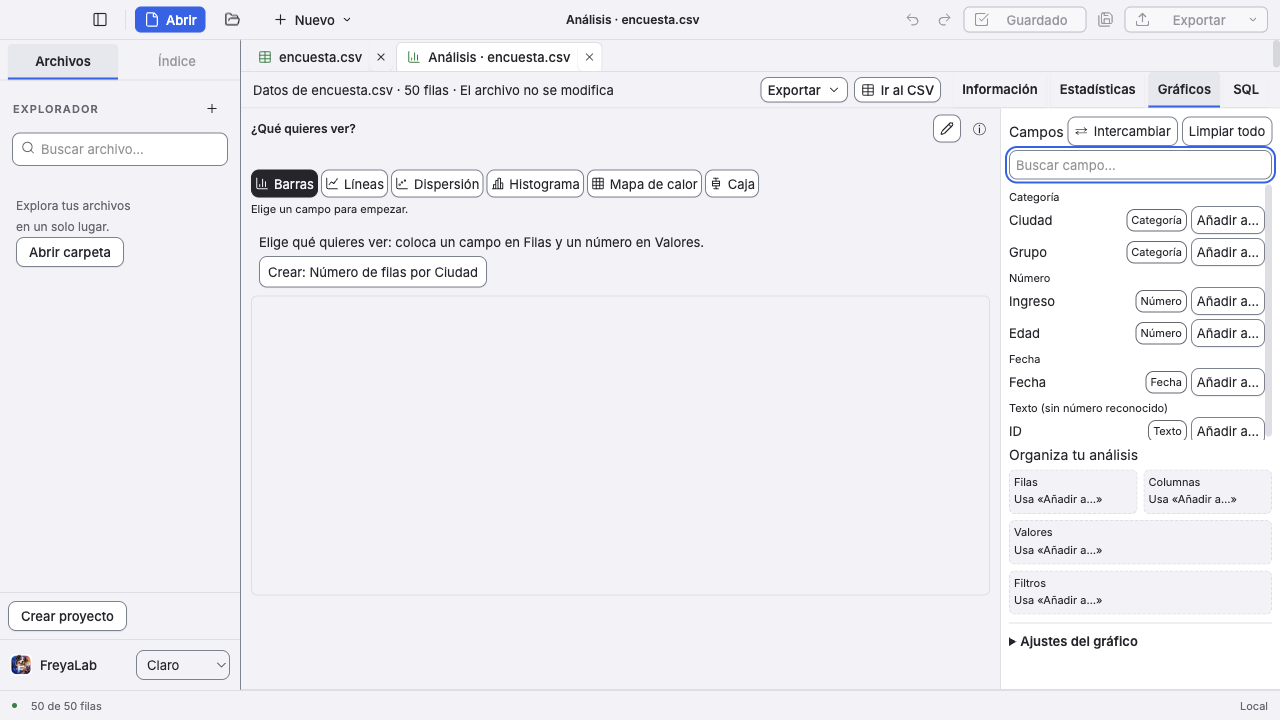 Abrir
Nuevo
Análisis · encuesta.csv
Guardado
Exportar
Archivos
Índice
encuesta.csv
Análisis · encuesta.csv
EXPLORADOR
Buscar archivo...
Explora tus archivos
en un solo lugar.
Abrir carpeta
Crear proyecto
FreyaLab
Claro
Datos de encuesta.csv · 50 filas · El archivo no se modifica
Exportar
Ir al CSV
Información
Estadísticas
Gráficos
SQL
¿Qué quieres ver?
Barras
Líneas
Dispersión
Histograma
Mapa de calor
Caja
Elige un campo para empezar.
Elige qué quieres ver: coloca un campo en Filas y un número en Valores.
Crear: Número de filas por Ciudad
Campos
Intercambiar
Limpiar todo
Buscar campo...
Categoría
Ciudad Categoría Añadir a...
Grupo Categoría Añadir a...
Número
Ingreso Número Añadir a...
Edad Número Añadir a...
Fecha
Fecha Fecha Añadir a...
Texto (sin número reconocido)
ID Texto Añadir a...
Organiza tu análisis
Filas
Usa «Añadir a...»
Columnas
Usa «Añadir a...»
Valores
Usa «Añadir a...»
Filtros
Usa «Añadir a...»
Ajustes del gráfico
50 de 50 filas
Local